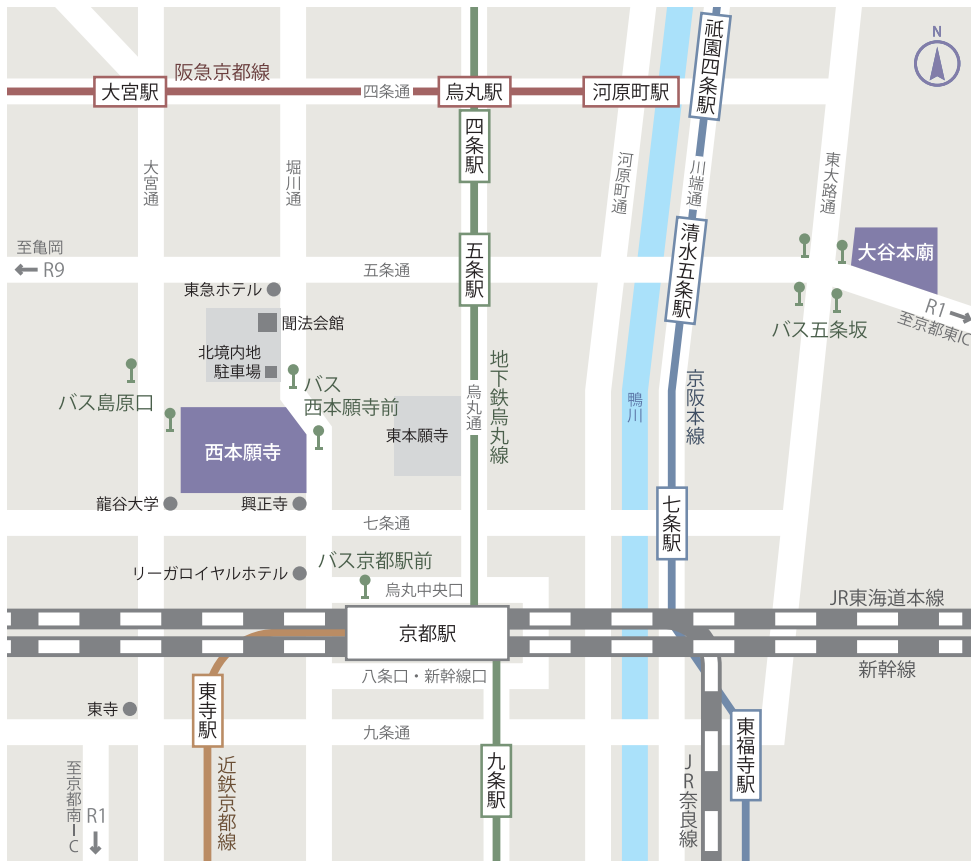 N
祇園四条駅
阪急京都線
大宮駅
四条通
烏丸駅
河原町駅
四条駅
大宮通
堀川通
河原町通
川端通
東大路通
清水五条駅
大谷本廟
至亀岡
R9
五条通
五条駅
東急ホテル
聞法会館
R1
至京都東IC
バス五条坂
北境内地
駐車場
バス島原口
バス
西本願寺前
地下鉄烏丸線
烏丸通
鴨川
京阪本線
東本願寺
西本願寺
龍谷大学
興正寺
七条通
七条駅
バス京都駅前
リーガロイヤルホテル
烏丸中央口
JR東海道本線
京都駅
新幹線
八条口・新幹線口
東寺駅
東寺
九条通
東福寺駅
九条駅
近鉄京都線
JR奈良線
至京都南IC
R1